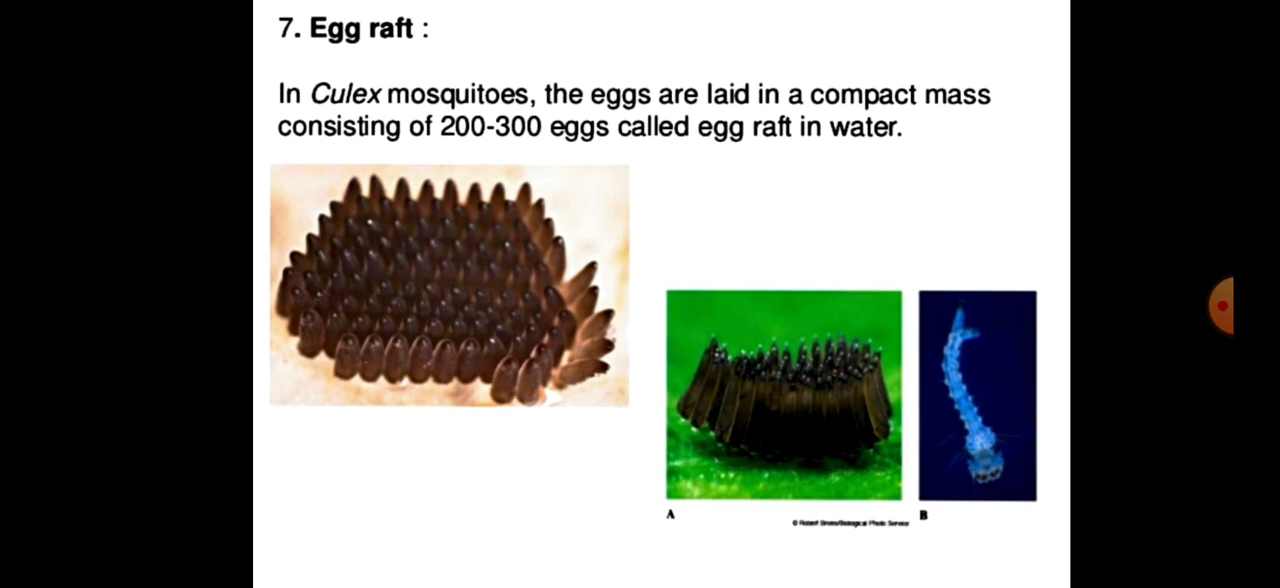 7. Egg raft :
In Culex mosquitoes, the eggs are laid in a compact mass
consisting of 200-300 eggs called egg raft in water.
A
B